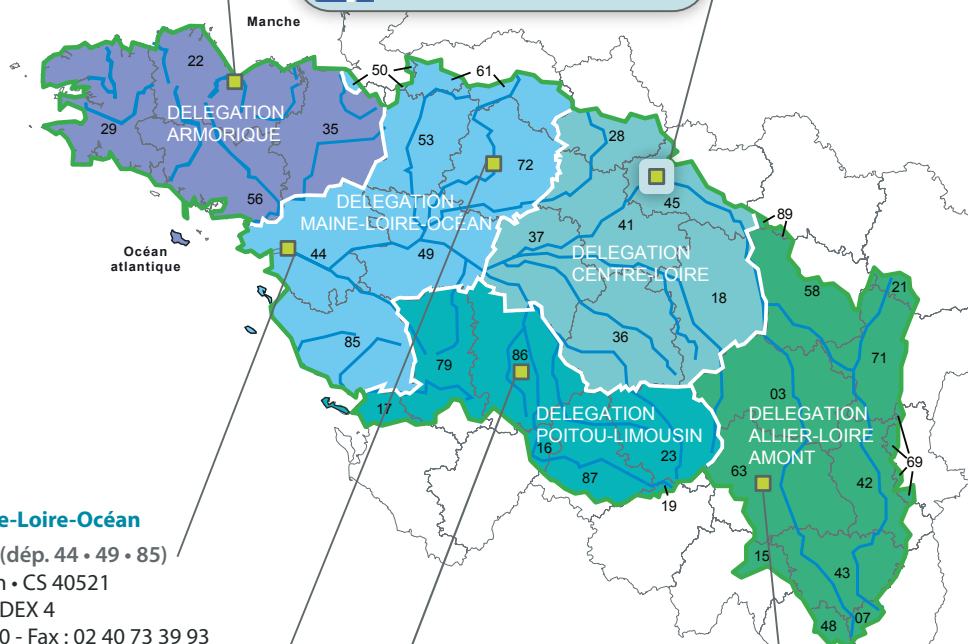 Manche
50
61
22
DELEGATION
ARMORIQUE
29
35
56
53
72
28
45
89
DELEGATION
MAINE-LOIRE-OCÉAN
41
37
DELEGATION
CENTRE-LOIRE
Océan
atlantique
44
49
18
58
21
85
36
71
79
86
17
03
DELEGATION
POITOU-LIMOUSIN
DELEGATION
ALLIER-LOIRE
AMONT
16
23
63
69
87
19
42
15
43
48
07
e-Loire-Océan
(dép. 44 • 49 • 85)
n • CS 40521
DEX 4
0 - Fax : 02 40 73 39 93